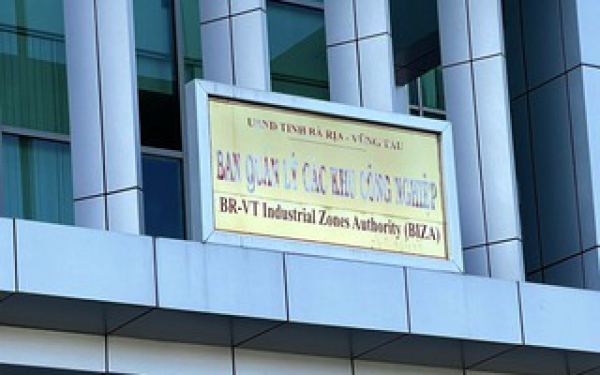 UBND TỈNH BÀ RỊA - VŨNG TÀU
BAN QUẢN LÝ CÁC KHU CÔNG NGHIỆP
BR-VT Industrial Zones Authority (BIZA)